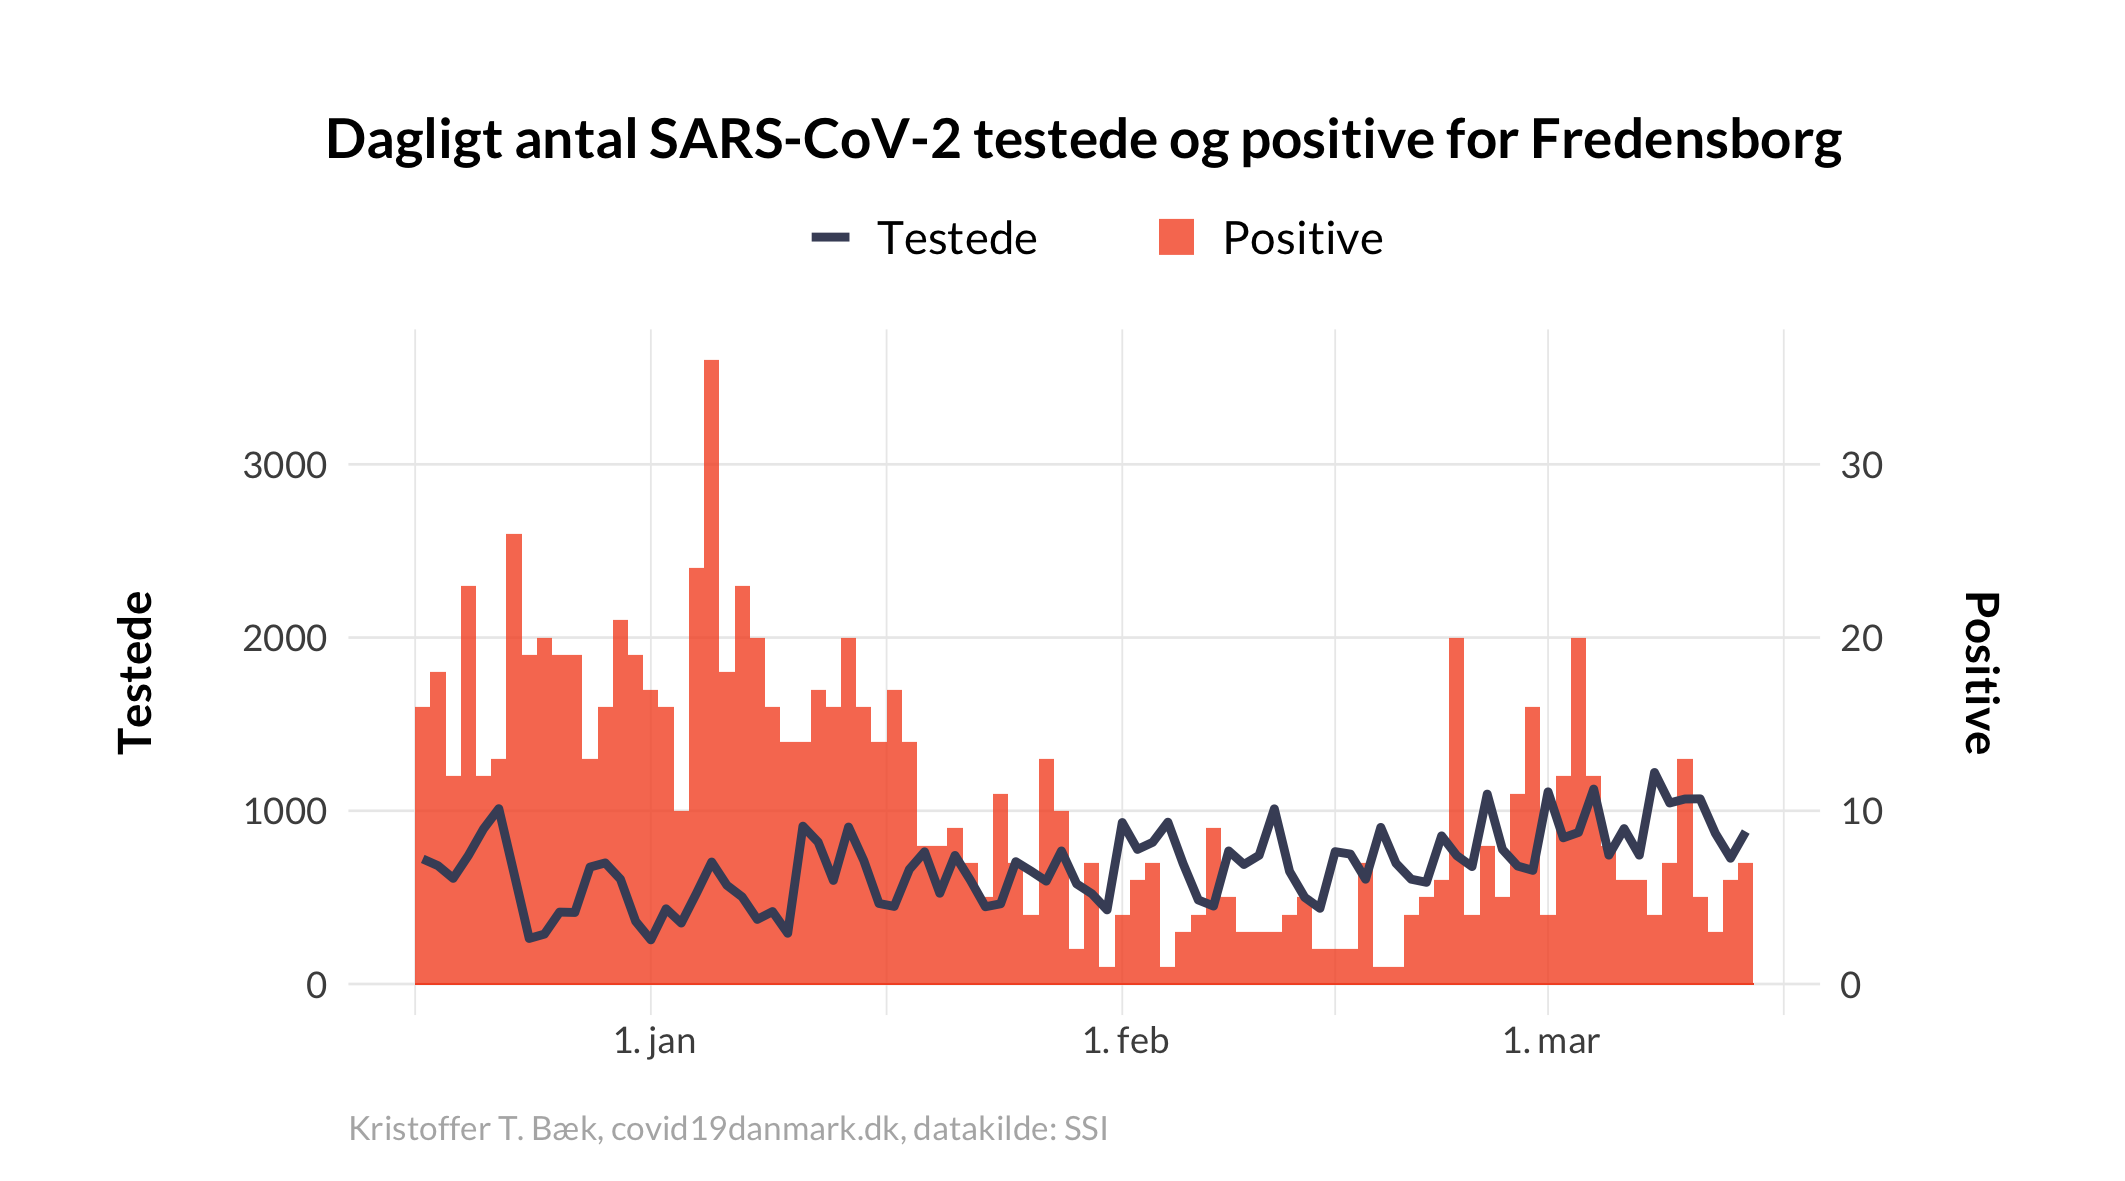 Dagligt antal SARS-CoV-2 testede og positive for Fredensborg
Testede Positive
3000 30
2000 20
1000 10
0 0
Testede
Positive
1. jan 1. feb 1. mar
Kristoffer T. Bæk, covid19danmark.dk, datakilde: SSI